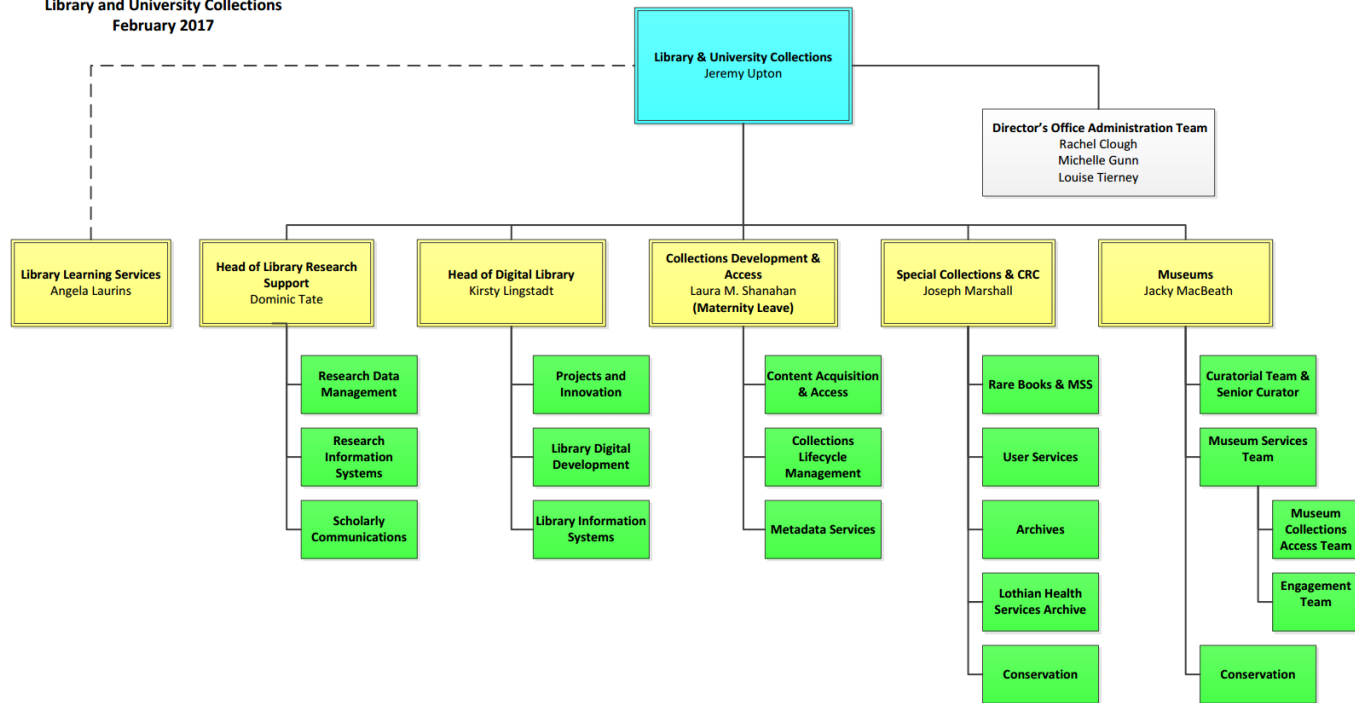 Library and University Collections
February 2017
Library & University Collections
Jeremy Upton
Director's Office Administration Team
Rachel Clough
Michelle Gunn
Louise Tierney
Library Learning Services
Angela Laurins
Head of Library Research
Support
Dominic Tate
Head of Digital Library
Kirsty Lingstadt
Collections Development &
Access
Laura M. Shanahan
(Maternity Leave)
Special Collections & CRC
Joseph Marshall
Museums
Jacky MacBeath
Research Data
Management
Research
Information
Systems
Scholarly
Communications
Projects and
Innovation
Library Digital
Development
Library Information
Systems
Content Acquisition
& Access
Collections
Lifecycle
Management
Metadata Services
Rare Books & MSS
User Services
Archives
Lothian Health
Services Archive
Conservation
Curatorial Team &
Senior Curator
Museum Services
Team
Museum
Collections
Access Team
Engagement
Team
Conservation